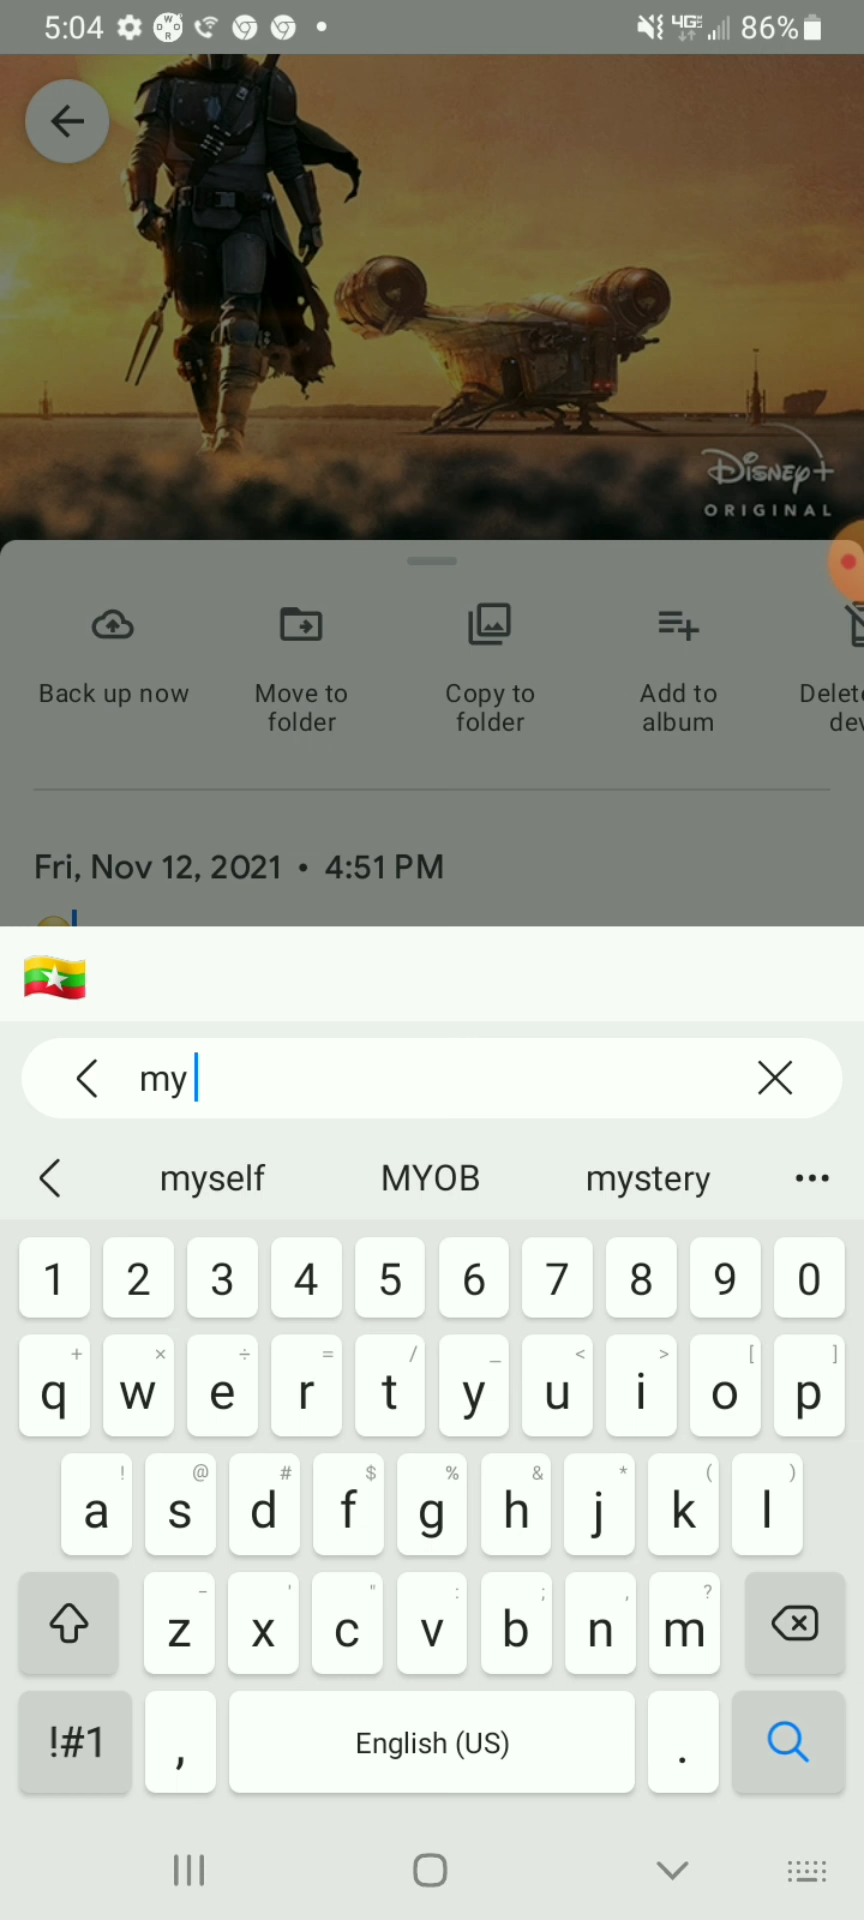 5:04 4G 86%
Disney+
ORIGINAL
Back up now Move to folder Copy to folder Add to album
Fri, Nov 12, 2021 • 4:51 PM
my
myself MYOB mystery
1 2 3 4 5 6 7 8 9 0
+ × ÷ = / _ < > [ ]
q w e r t y u i o p
! @ # $ % & * ( )
a s d f g h j k l
- ' " : ; , ?
z x c v b n m
!#1 , English (US) .